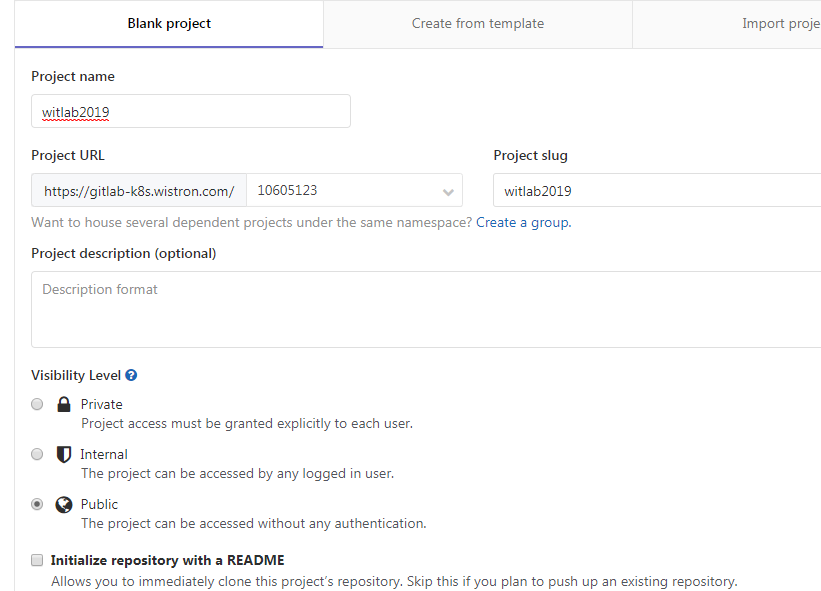 Blank project
Create from template
Import proje
Project name
witlab2019
Project URL
Project slug
https://gitlab-k8s.wistron.com/
10605123
witlab2019
Want to house several dependent projects under the same namespace? Create a group.
Project description (optional)
Description format
Visibility Level
Private
Project access must be granted explicitly to each user.
Internal
The project can be accessed by any logged in user.
Public
The project can be accessed without any authentication.
Initialize repository with a README
Allows you to immediately clone this project's repository. Skip this if you plan to push up an existing repository.